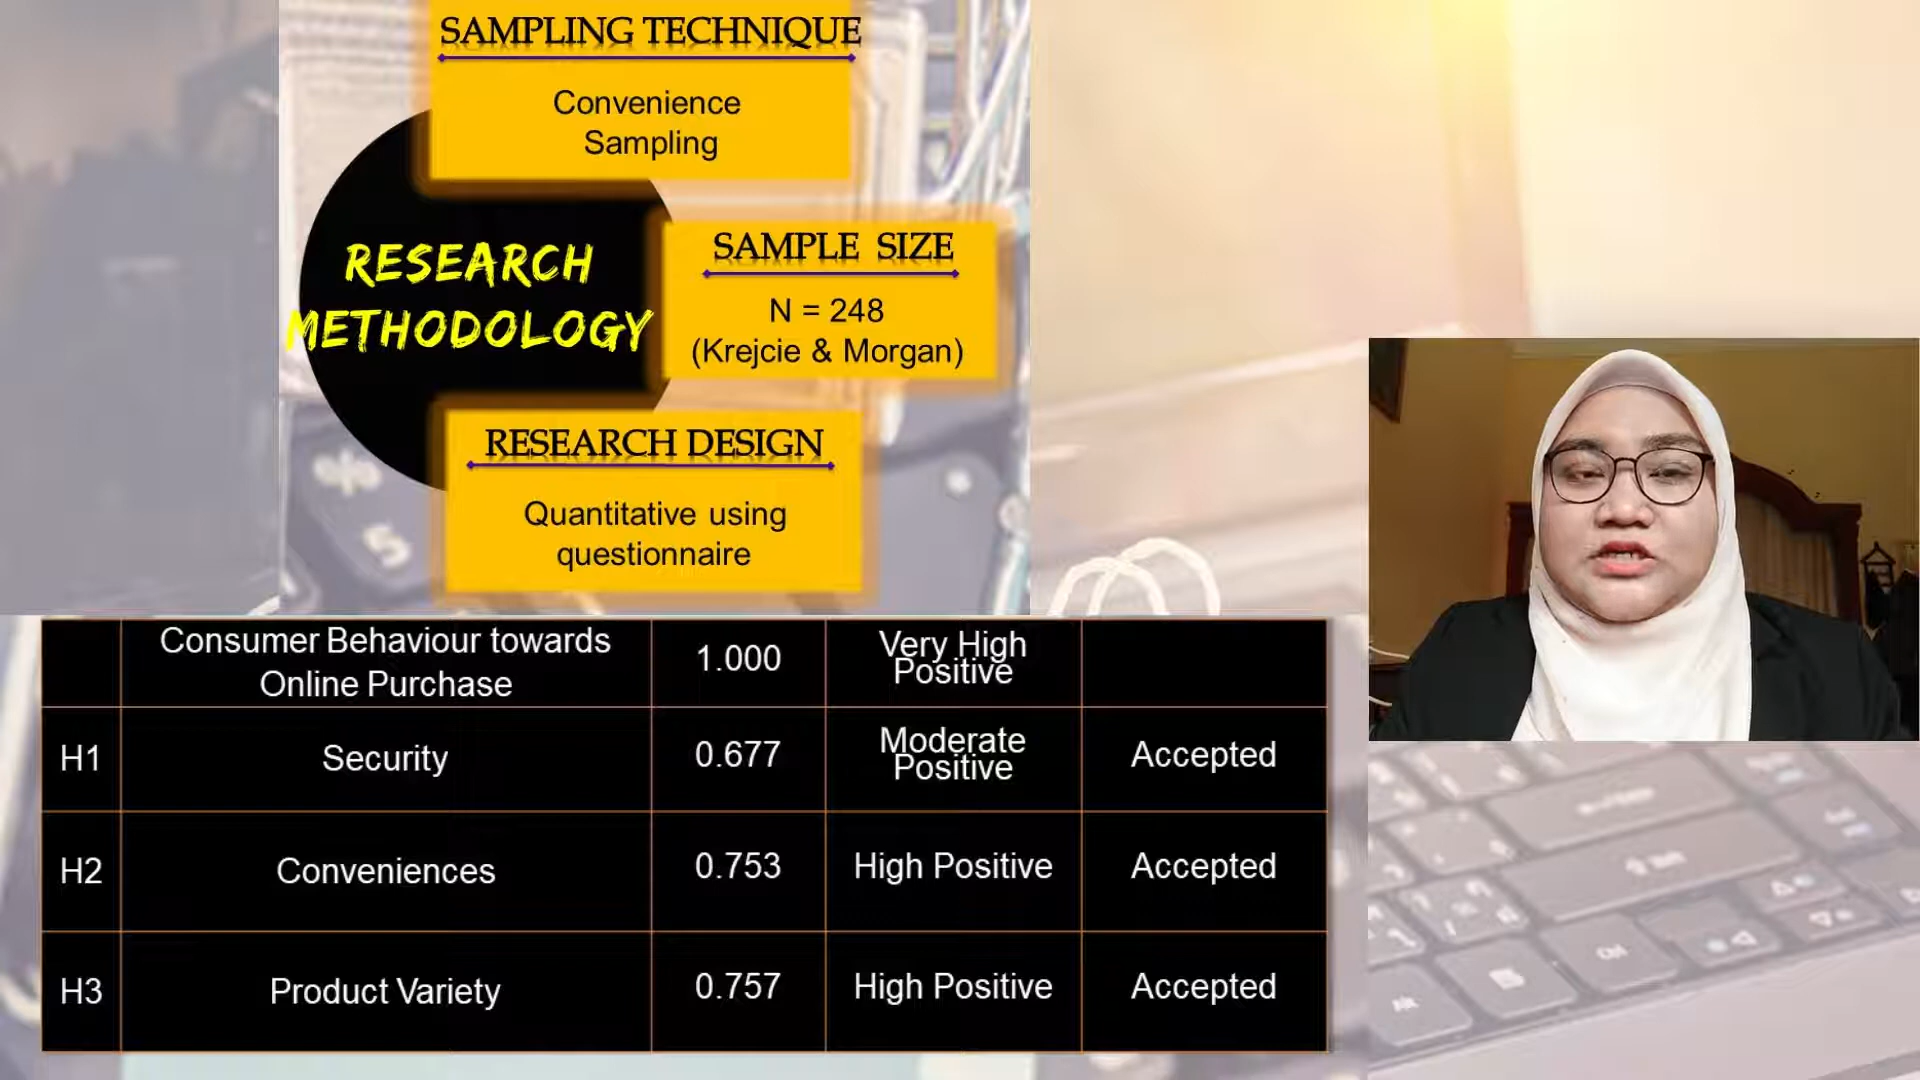 SAMPLING TECHNIQUE
Convenience
Sampling
RESEARCH
METHODOLOGY
SAMPLE SIZE
N = 248
(Krejcie & Morgan)
RESEARCH DESIGN
Quantitative using
questionnaire
Consumer Behaviour towards
Online Purchase
1.000
Very High
Positive
H1
Security
0.677
Moderate
Positive
Accepted
H2
Conveniences
0.753
High Positive
Accepted
H3
Product Variety
0.757
High Positive
Accepted